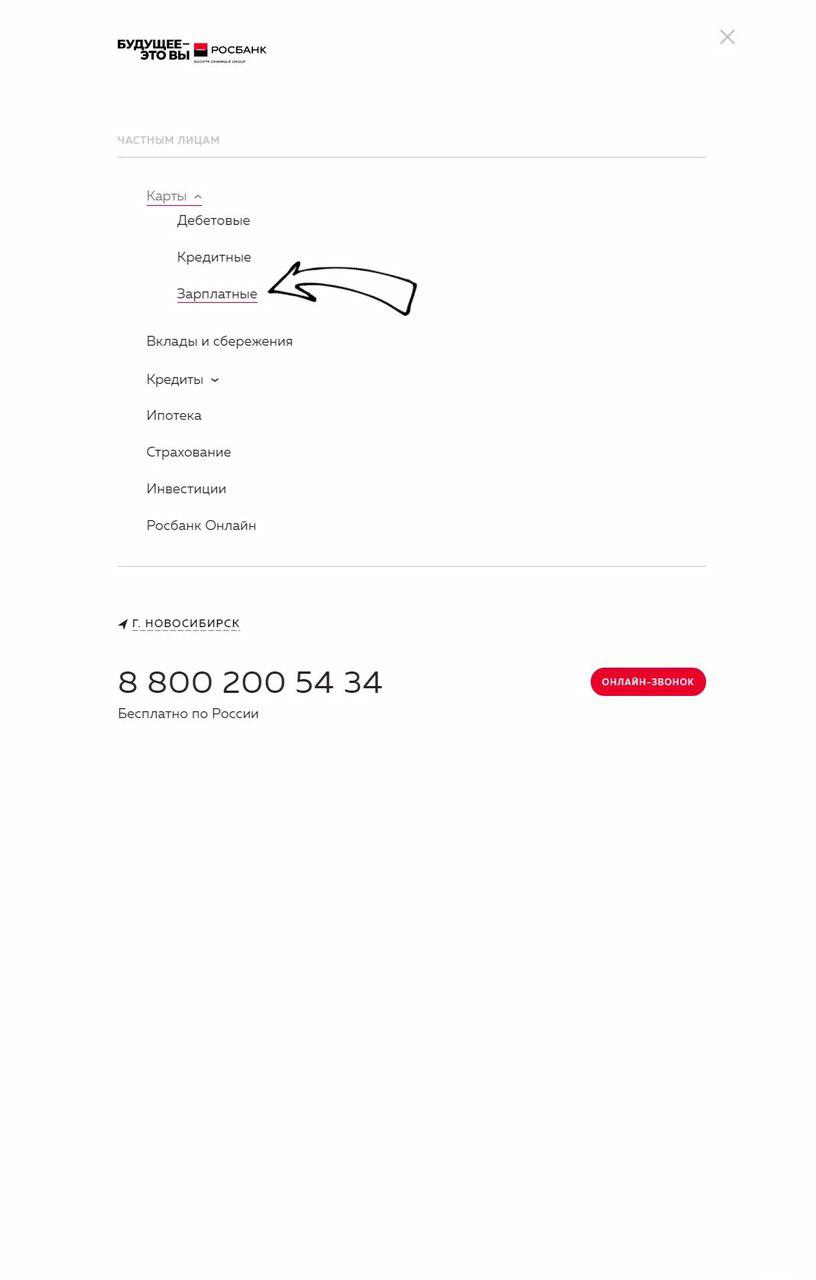 БУДУЩЕЕ–
ЭТО ВЫ РОСБАНК
SOCIETE GENERALE GROUP
ЧАСТНЫМ ЛИЦАМ
Карты
Дебетовые
Кредитные
Зарплатные
Вклады и сбережения
Кредиты
Ипотека
Страхование
Инвестиции
Росбанк Онлайн
Г. НОВОСИБИРСК
8 800 200 54 34
ОНЛАЙН-ЗВОНОК
Бесплатно по России